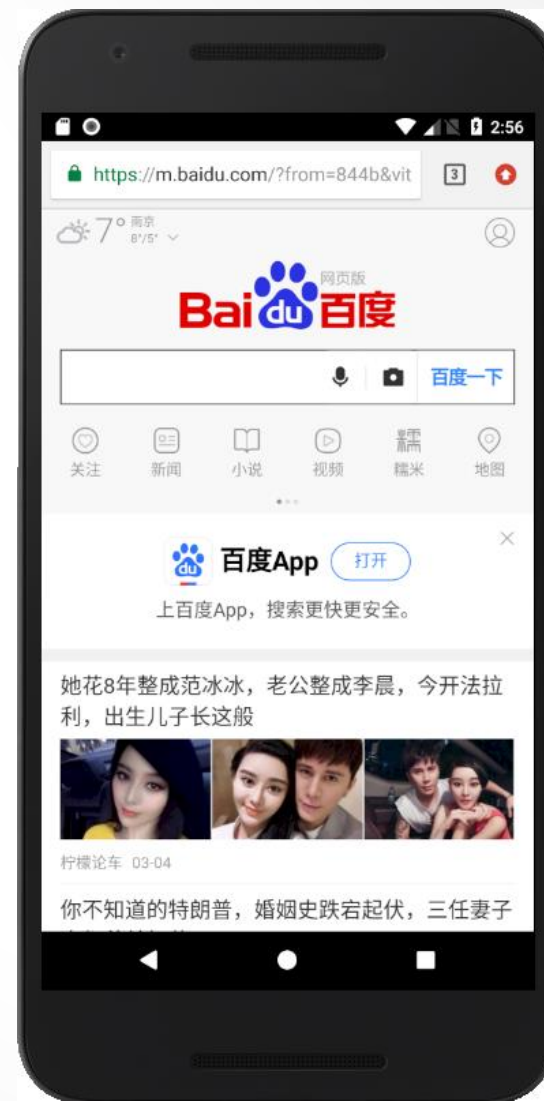 2:56
https://m.baidu.com/?from=844b&vit
3
7° 南京
8°/5°
网页版
Bai du 百度
百度一下
关注 新闻 小说 视频 糯米 地图
du 百度App 打开
上百度App，搜索更快更安全。
她花8年整成范冰冰，老公整成李晨，今开法拉
利，出生儿子长这般
柠檬论车 03-04
你不知道的特朗普，婚姻史跌宕起伏，三任妻子